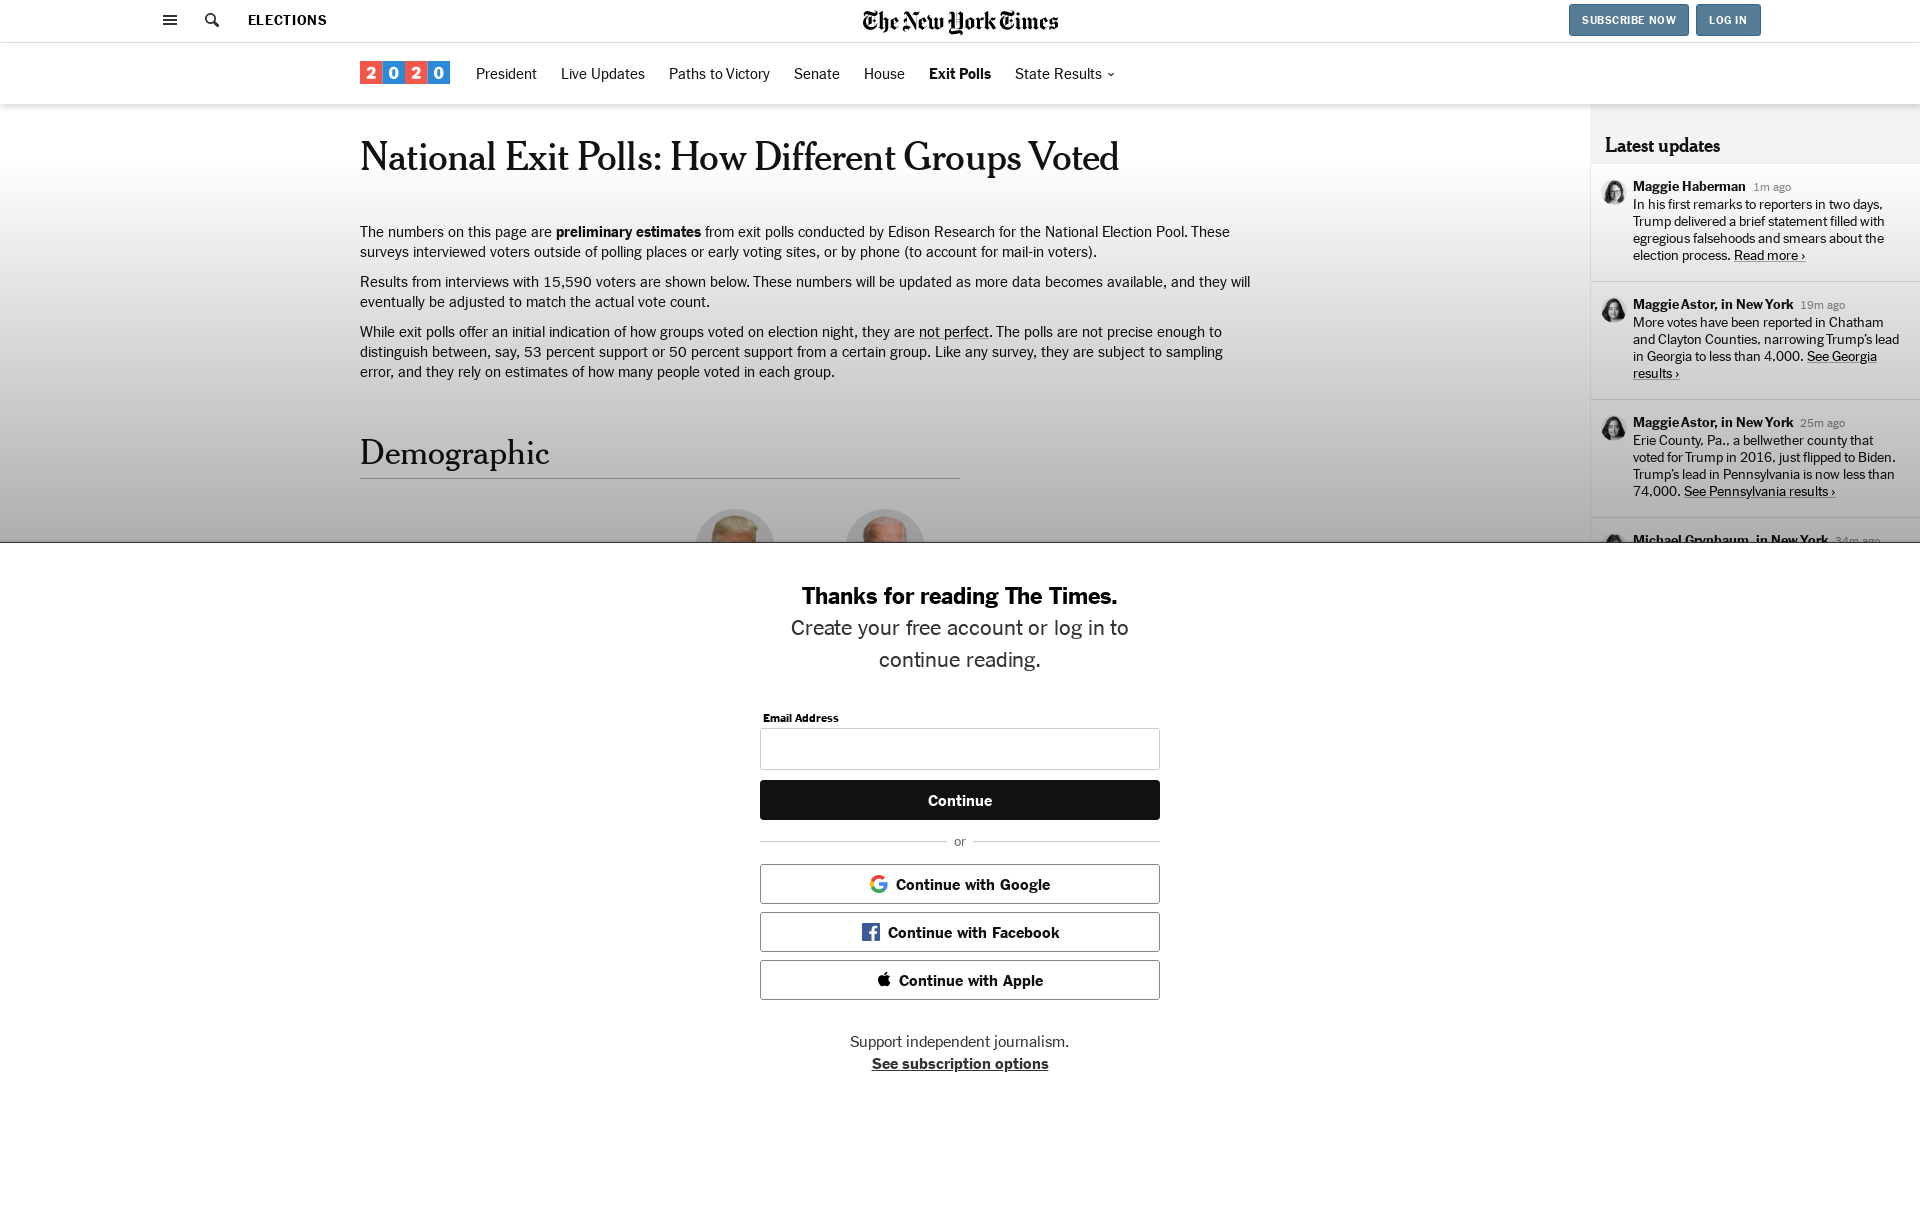 ELECTIONS
The New York Times
SUBSCRIBE NOW
LOG IN
2020
President
Live Updates
Paths to Victory
Senate
House
Exit Polls
State Results
National Exit Polls: How Different Groups Voted
The numbers on this page are preliminary estimates from exit polls conducted by Edison Research for the National Election Pool. These
surveys interviewed voters outside of polling places or early voting sites, or by phone (to account for mail-in voters).
Results from interviews with 15,590 voters are shown below. These numbers will be updated as more data becomes available, and they will
eventually be adjusted to match the actual vote count.
While exit polls offer an initial indication of how groups voted on election night, they are not perfect. The polls are not precise enough to
distinguish between, say, 53 percent support or 50 percent support from a certain group. Like any survey, they are subject to sampling
error, and they rely on estimates of how many people voted in each group.
Demographic
Latest updates
Maggie Haberman 1m ago
In his first remarks to reporters in two days,
Trump delivered a brief statement filled with
egregious falsehoods and smears about the
election process. Read more ›
Maggie Astor, in New York 19m ago
More votes have been reported in Chatham
and Clayton Counties, narrowing Trump's lead
in Georgia to less than 4,000. See Georgia
results ›
Maggie Astor, in New York 25m ago
Erie County, Pa., a bellwether county that
voted for Trump in 2016, just flipped to Biden.
Trump's lead in Pennsylvania is now less than
74,000. See Pennsylvania results ›
Michael Grynbaum, in New York 34m ago
Thanks for reading The Times.
Create your free account or log in to
continue reading.
Email Address
Continue
or
Continue with Google
Continue with Facebook
Continue with Apple
Support independent journalism.
See subscription options